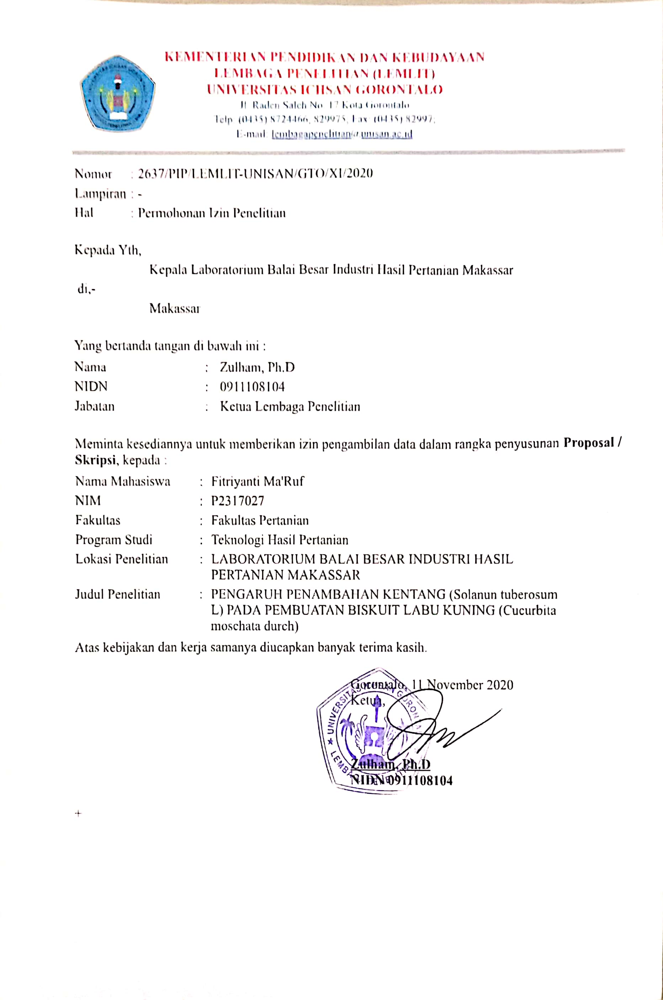 KEMENTERIAN PENDIDIKAN DAN KEBUDAYAAN
LEMBAGA PENELITIAN (LEMLIT)
UNIVERSITAS ICHSAN GORONTALO
Jl. Raden Saleh No. 17 Kota Gorontalo
Telp. (0435) 8724466, 829975, Fax. (0435) 82997;
E-mail: lembagapenelitian@unisan.ac.id
Nomor : 2637/PIP/LEMLIT-UNISAN/GTO/XI/2020
Lampiran : -
Hal : Permohonan Izin Penelitian
Kepada Yth,
Kepala Laboratorium Balai Besar Industri Hasil Pertanian Makassar
di,-
Makassar
Yang bertanda tangan di bawah ini :
Nama : Zulham, Ph.D
NIDN : 0911108104
Jabatan : Ketua Lembaga Penelitian
Meminta kesediannya untuk memberikan izin pengambilan data dalam rangka penyusunan Proposal /
Skripsi, kepada :
Nama Mahasiswa : Fitriyanti Ma'Ruf
NIM : P2317027
Fakultas : Fakultas Pertanian
Program Studi : Teknologi Hasil Pertanian
Lokasi Penelitian : LABORATORIUM BALAI BESAR INDUSTRI HASIL
PERTANIAN MAKASSAR
Judul Penelitian : PENGARUH PENAMBAHAN KENTANG (Solanun tuberosum
L) PADA PEMBUATAN BISKUIT LABU KUNING (Cucurbita
moschata durch)
Atas kebijakan dan kerja samanya diucapkan banyak terima kasih.
Gorontalo, 11 November 2020
Ketua,
Zulham, Ph.D
NIDN 0911108104
+